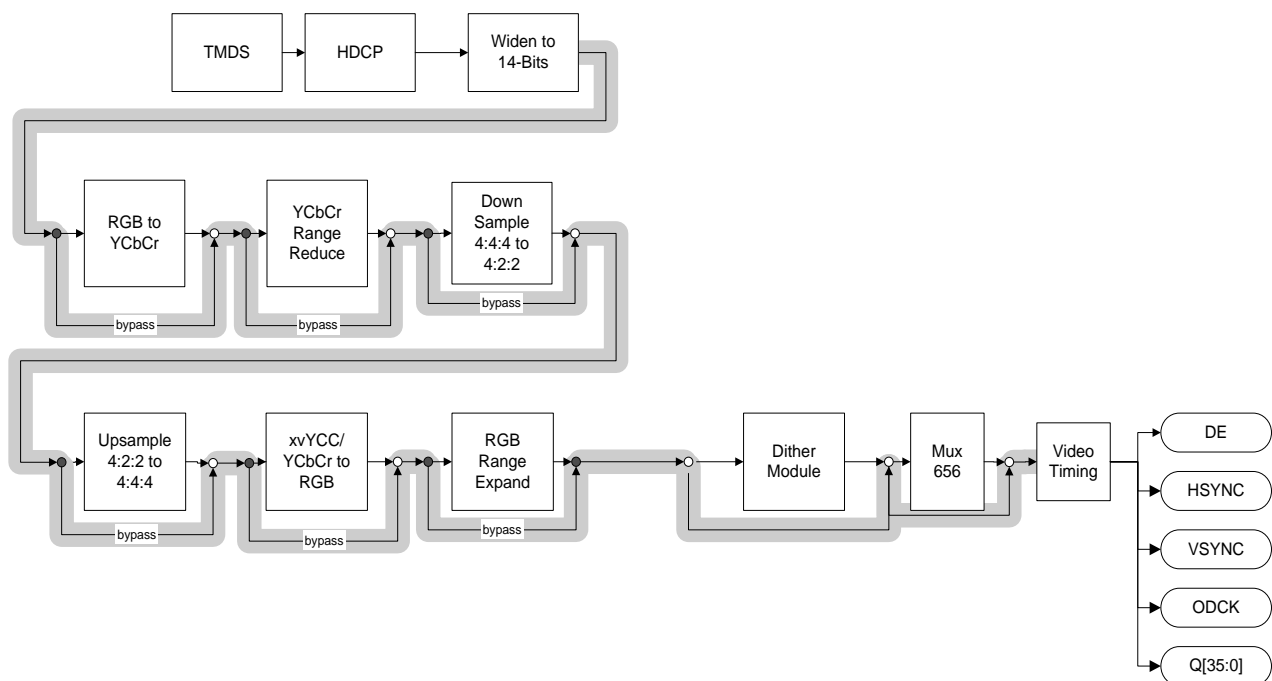 TMDS
HDCP
Widen to
14-Bits
RGB to
YCbCr
bypass
YCbCr
Range
Reduce
bypass
Down
Sample
4:4:4 to
4:2:2
bypass
Upsample
4:2:2 to
4:4:4
bypass
xvYCC/
YCbCr to
RGB
bypass
RGB
Range
Expand
bypass
Dither
Module
Mux
656
Video
Timing
DE
HSYNC
VSYNC
ODCK
Q[35:0]